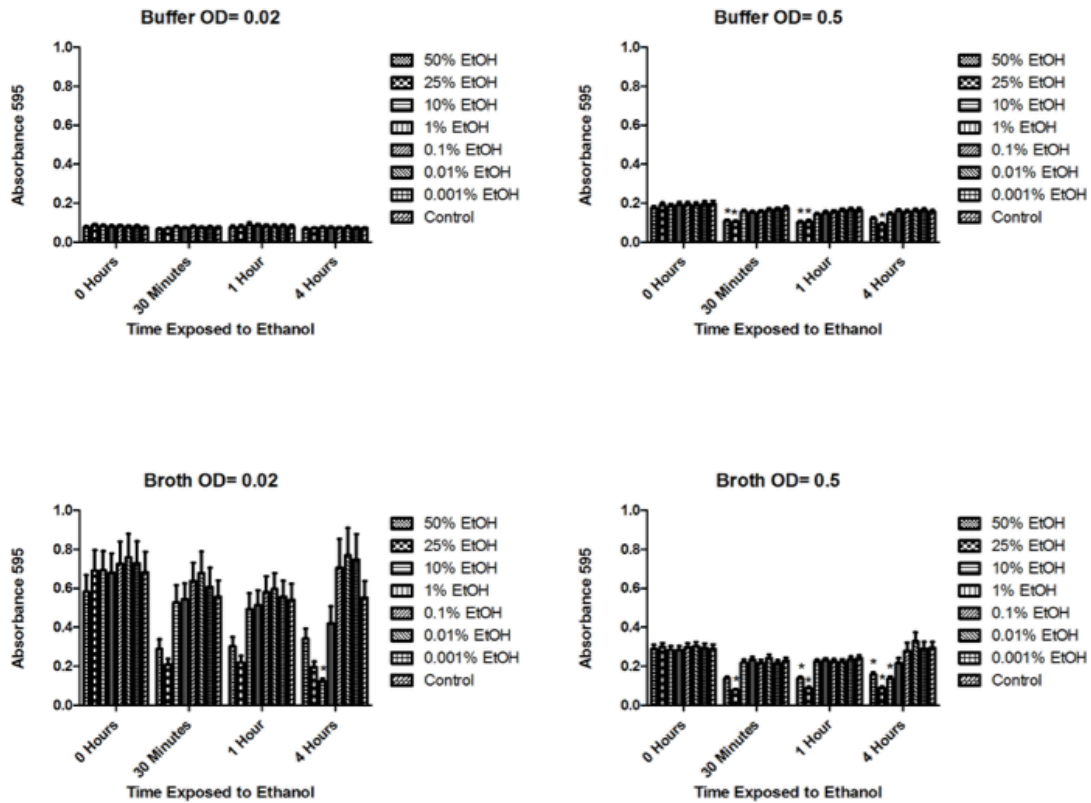 Buffer OD= 0.02
Absorbance 595
1.0
0.8
0.6
0.4
0.2
0.0
0 Hours
30 Minutes
1 Hour
4 Hours
Time Exposed to Ethanol
50% EtOH
25% EtOH
10% EtOH
1% EtOH
0.1% EtOH
0.01% EtOH
0.001% EtOH
Control
Buffer OD= 0.5
Absorbance 595
1.0
0.8
0.6
0.4
0.2
0.0
**
**
*
0 Hours
30 Minutes
1 Hour
4 Hours
Time Exposed to Ethanol
50% EtOH
25% EtOH
10% EtOH
1% EtOH
0.1% EtOH
0.01% EtOH
0.001% EtOH
Control
Broth OD= 0.02
Absorbance 595
1.0
0.8
0.6
0.4
0.2
0.0
*
0 Hours
30 Minutes
1 Hour
4 Hours
Time Exposed to Ethanol
50% EtOH
25% EtOH
10% EtOH
1% EtOH
0.1% EtOH
0.01% EtOH
0.001% EtOH
Control
Broth OD= 0.5
Absorbance 595
1.0
0.8
0.6
0.4
0.2
0.0
* *
* *
* * *
0 Hours
30 Minutes
1 Hour
4 Hours
Time Exposed to Ethanol
50% EtOH
25% EtOH
10% EtOH
1% EtOH
0.1% EtOH
0.01% EtOH
0.001% EtOH
Control